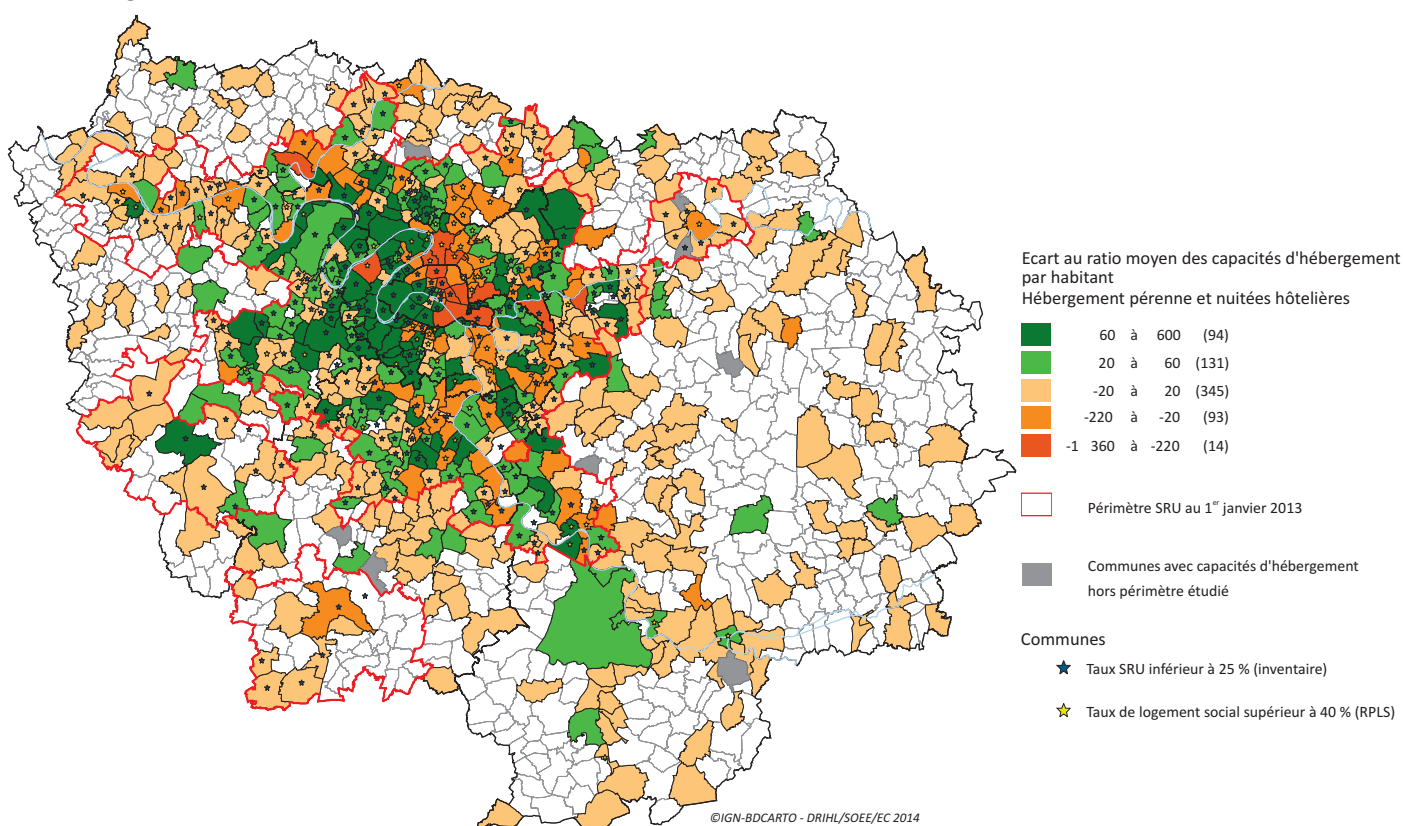 Ecart au ratio moyen des capacités d'hébergement
par habitant
Hébergement pérenne et nuitées hôtelières
60 à 600 (94)
20 à 60 (131)
-20 à 20 (345)
-220 à -20 (93)
-1 360 à -220 (14)
Périmètre SRU au 1er janvier 2013
Communes avec capacités d'hébergement
hors périmètre étudié
Communes
Taux SRU inférieur à 25 % (inventaire)
Taux de logement social supérieur à 40 % (RPLS)
©IGN-BDCARTO - DRIHL/SOEE/EC 2014